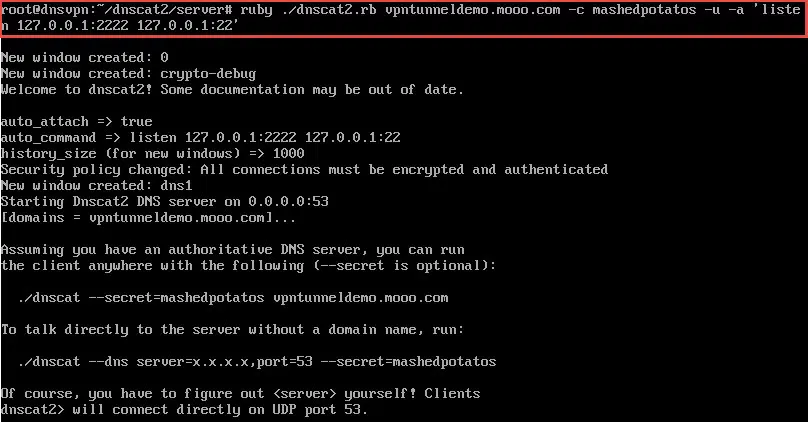 root@dnsvpn:~/dnscat2/server# ruby ./dnscat2.rb vpntunneldemo.mooo.com -c mashedpotatos -u -a 'liste
n 127.0.0.1:2222 127.0.0.1:22'
New window created: 0
New window created: crypto-debug
Welcome to dnscat2! Some documentation may be out of date.
auto_attach => true
auto_command => listen 127.0.0.1:2222 127.0.0.1:22
history_size (for new windows) => 1000
Security policy changed: All connections must be encrypted and authenticated
New window created: dns1
Starting Dnscat2 DNS server on 0.0.0.0:53
[domains = vpntunneldemo.mooo.com]...
Assuming you have an authoritative DNS server, you can run
the client anywhere with the following (--secret is optional):
./dnscat --secret=mashedpotatos vpntunneldemo.mooo.com
To talk directly to the server without a domain name, run:
./dnscat --dns server=x.x.x.x,port=53 --secret=mashedpotatos
Of course, you have to figure out <server> yourself! Clients
dnscat2> will connect directly on UDP port 53.